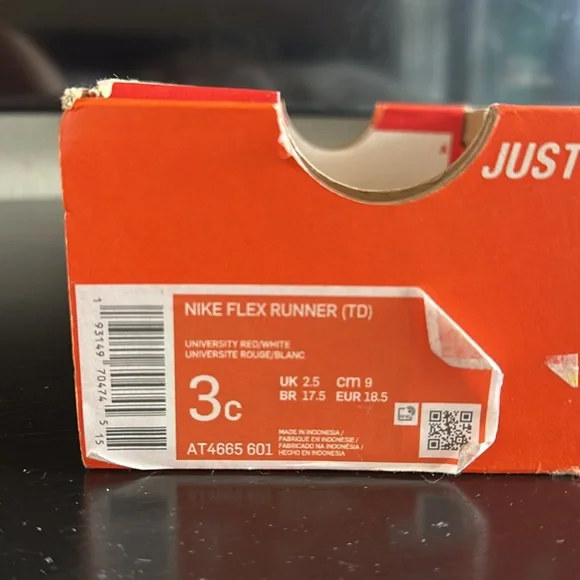 JUST
NIKE FLEX RUNNER (TD)
UNIVERSITY RED/WHITE
UNIVERSITE ROUGE/BLANC
3C
UK 2.5 cm 9
BR 17.5 EUR 18.5
MADE IN INDONESIA /
FABRIQUE EN INDONESIE /
FABRICADO NA INDONÉSIA /
HECHO EN INDONESIA
AT4665 601
1 93149 70474 5 15